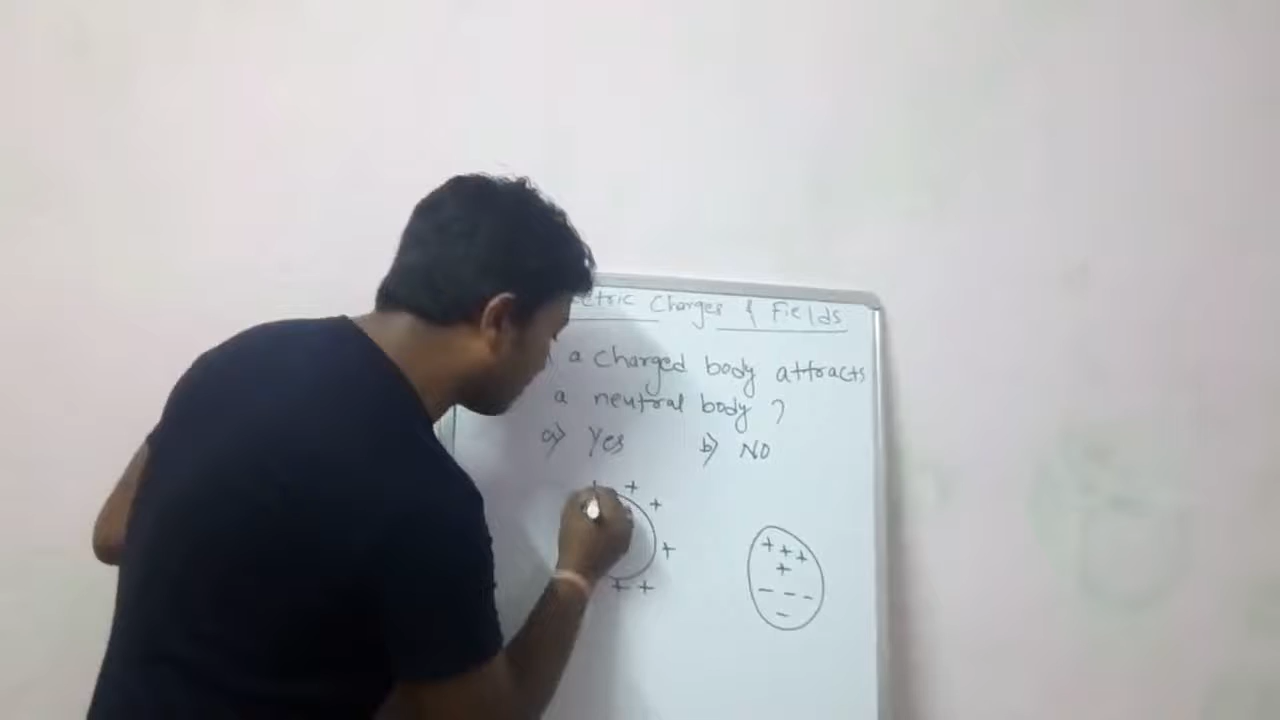 Charges & Fields
a charged body attracts
a neutral body ?
a) Yes b) NO
+ + +
+
+ +
+ + +
+
- - -
-